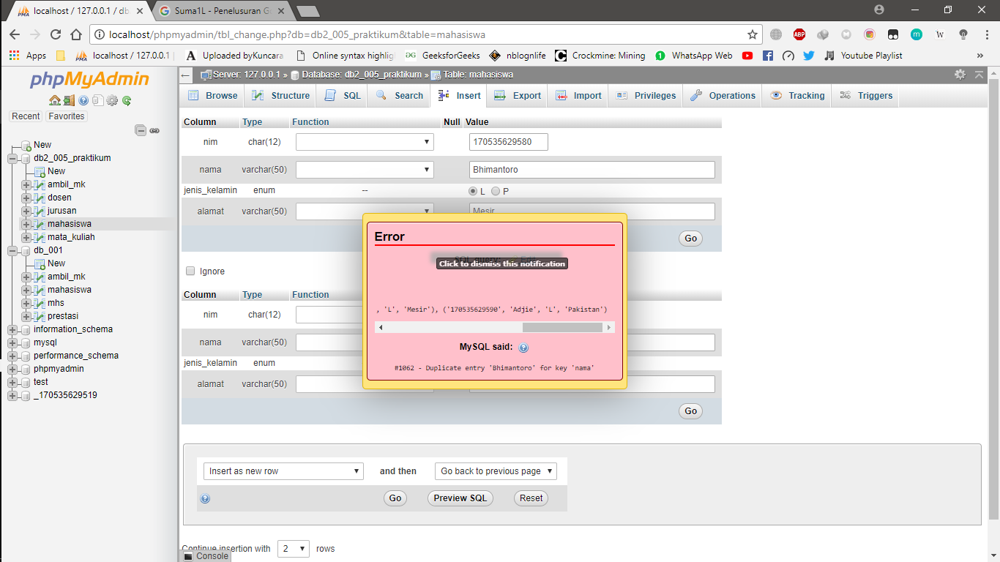 localhost / 127.0.0.1 / db
Suma1L - Penelusuran G
localhost/phpmyadmin/tbl_change.php?db=db2_005_praktikum&table=mahasiswa
Apps
localhost / 127.0.0.1
Uploaded byKuncara
Online syntax highlig
GeeksforGeeks
nblognlife
Crockmine: Mining
WhatsApp Web
Youtube Playlist
phpMyAdmin
Recent
Favorites
New
db2_005_praktikum
New
ambil_mk
dosen
jurusan
mahasiswa
mata_kuliah
db_001
New
ambil_mk
mahasiswa
mhs
prestasi
information_schema
mysql
performance_schema
phpmyadmin
test
_170535629519
Server: 127.0.0.1 » Database: db2_005_praktikum » Table: mahasiswa
Browse Structure SQL Search Insert Export Import Privileges Operations Tracking Triggers
Column Type Function Null Value
nim char(12) 170535629580
nama varchar(50) Bhimantoro
jenis_kelamin enum -- L P
alamat varchar(50) Mesir
Go
Ignore
Column Type Function
nim char(12)
nama varchar(50)
jenis_kelamin enum
alamat varchar(50)
Go
Error
Click to dismiss this notification
, 'L', 'Mesir'), ('170535629590', 'Adjie', 'L', 'Pakistan')
MySQL said:
#1062 - Duplicate entry 'Bhimantoro' for key 'nama'
Insert as new row and then Go back to previous page
Go Preview SQL Reset
Continue insertion with 2 rows
Console